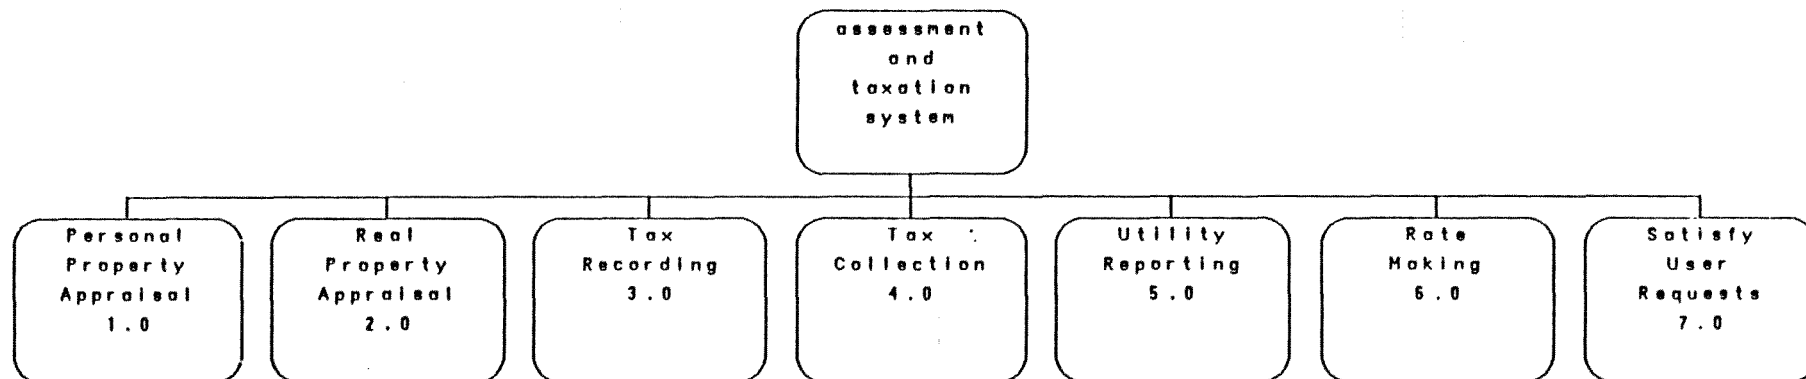 assessment
and
taxation
system
Personal
Property
Appraisal
1.0
Real
Property
Appraisal
2.0
Tax
Recording
3.0
Tax
Collection
4.0
Utility
Reporting
5.0
Rate
Making
6.0
Satisfy
User
Requests
7.0